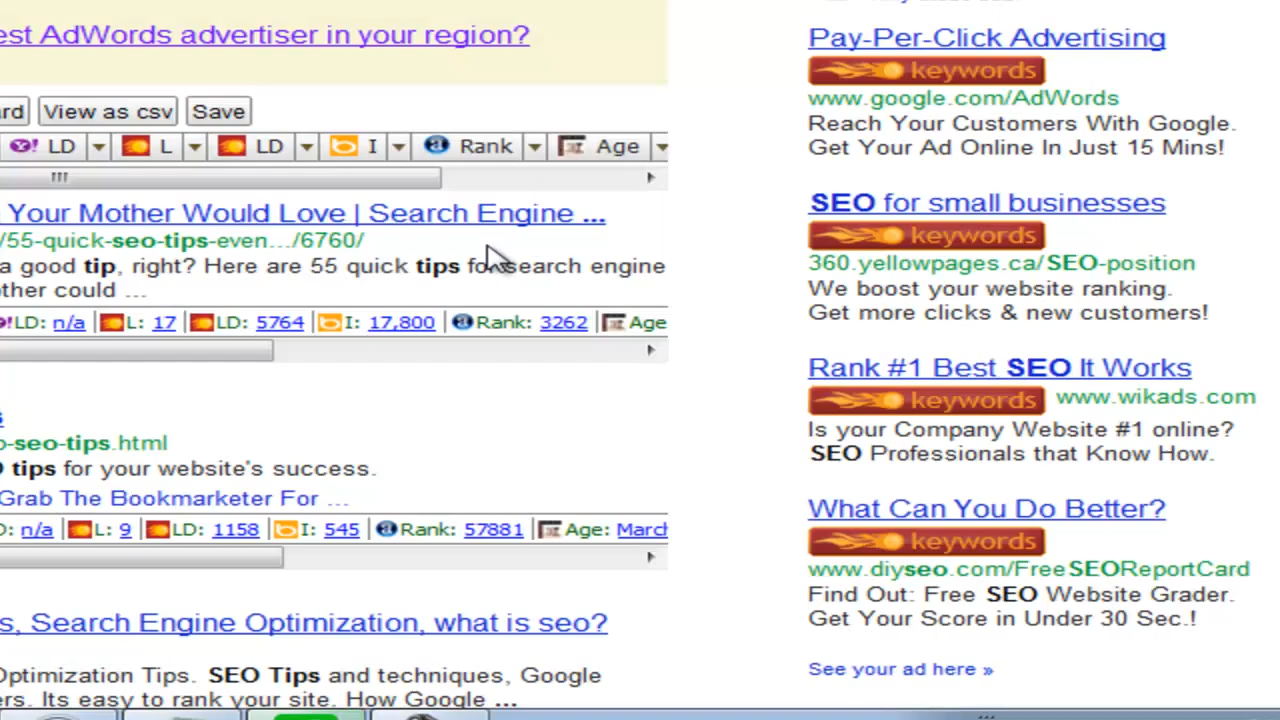 est AdWords advertiser in your region?
rd View as csv Save
Y! LD L LD I Rank Age
Your Mother Would Love | Search Engine ...
/55-quick-seo-tips-even.../6760/
a good tip, right? Here are 55 quick tips for search engine
other could ...
LD: n/a | L: 17 | LD: 5764 | I: 17,800 | Rank: 3262 | Age
s
o-seo-tips.html
O tips for your website's success.
Grab The Bookmarketer For ...
D: n/a | L: 9 | LD: 1158 | I: 545 | Rank: 57881 | Age: March
s, Search Engine Optimization, what is seo?
Optimization Tips. SEO Tips and techniques, Google
ers. Its easy to rank your site. How Google ...
Pay-Per-Click Advertising
keywords
www.google.com/AdWords
Reach Your Customers With Google.
Get Your Ad Online In Just 15 Mins!
SEO for small businesses
keywords
360.yellowpages.ca/SEO-position
We boost your website ranking.
Get more clicks & new customers!
Rank #1 Best SEO It Works
keywords www.wikads.com
Is your Company Website #1 online?
SEO Professionals that Know How.
What Can You Do Better?
keywords
www.diyseo.com/FreeSEOReportCard
Find Out: Free SEO Website Grader.
Get Your Score in Under 30 Sec.!
See your ad here »